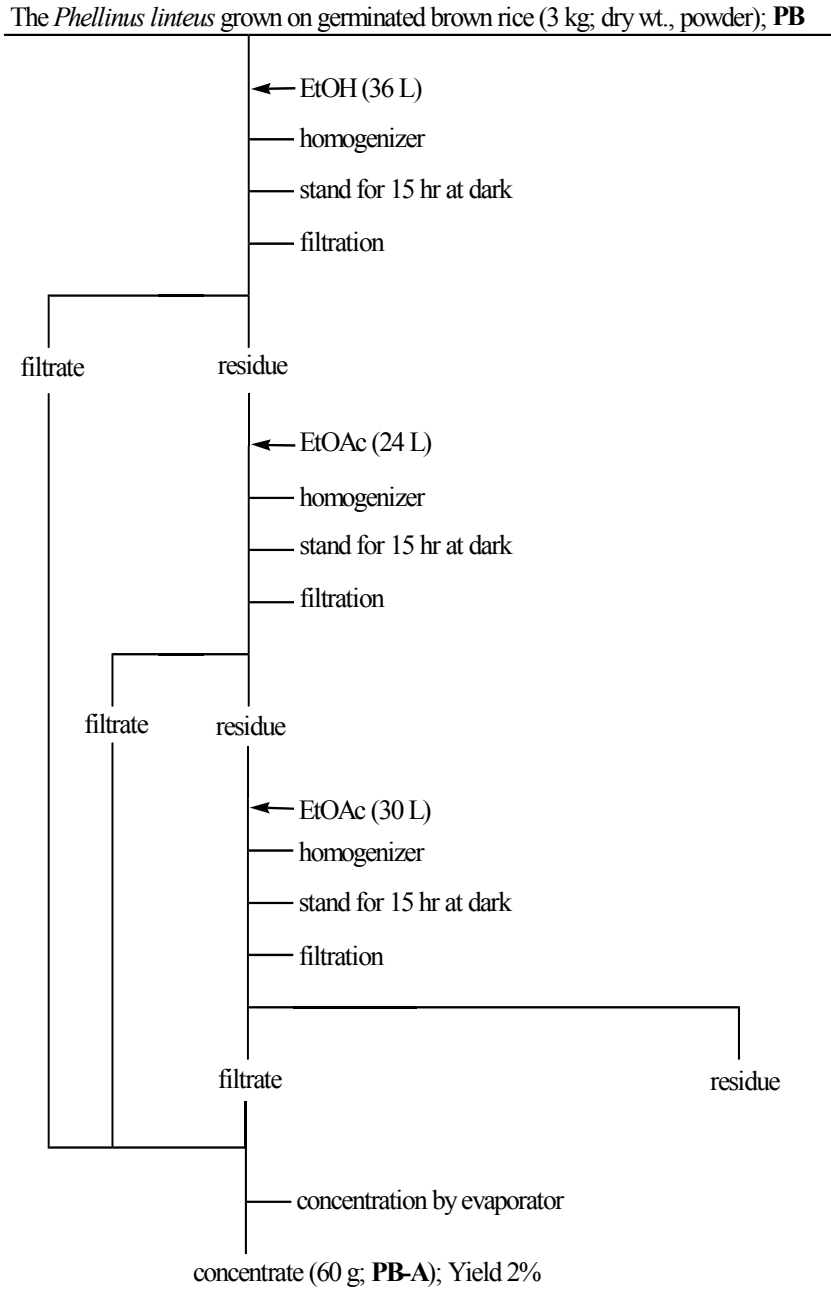 The Phellinus linteus grown on germinated brown rice (3 kg; dry wt., powder); PB
EtOH (36 L)
homogenizer
stand for 15 hr at dark
filtration
filtrate
residue
EtOAc (24 L)
homogenizer
stand for 15 hr at dark
filtration
filtrate
residue
EtOAc (30 L)
homogenizer
stand for 15 hr at dark
filtration
filtrate
residue
concentration by evaporator
concentrate (60 g; PB-A); Yield 2%